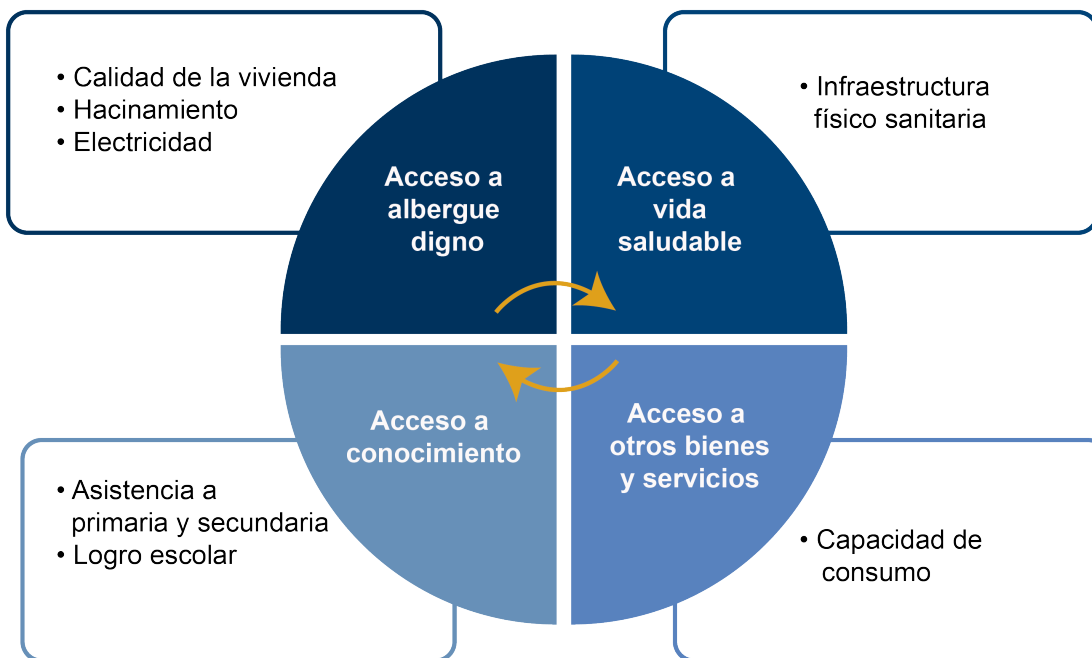 • Calidad de la vivienda
• Hacinamiento
• Electricidad
Acceso a
albergue
digno
Acceso a
vida
saludable
• Infraestructura
físico sanitaria
• Asistencia a
primaria y secundaria
• Logro escolar
Acceso a
conocimiento
Acceso a
otros bienes
y servicios
• Capacidad de
consumo